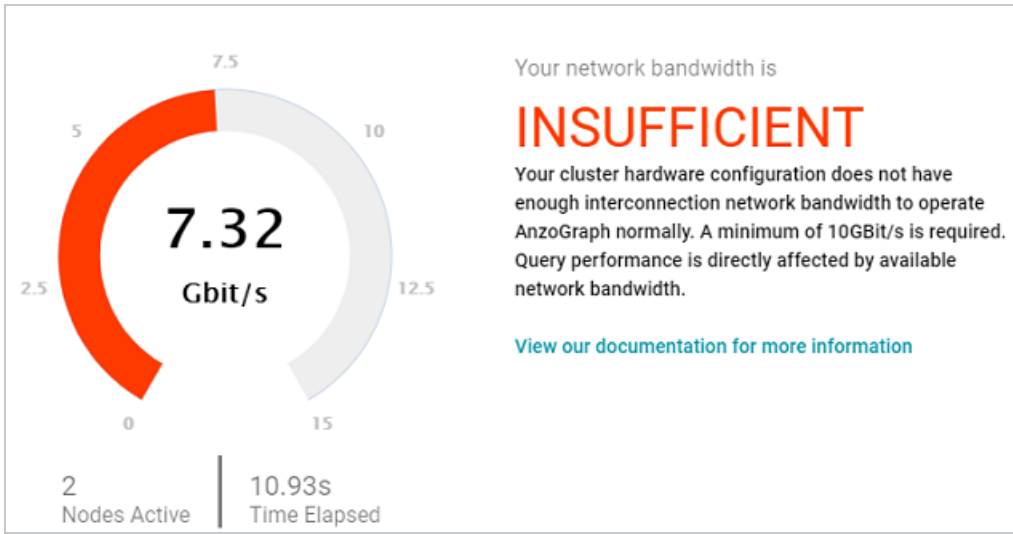 7.5
5
10
2.5
12.5
7.32
Gbit/s
0
15
2
Nodes Active
10.93s
Time Elapsed
Your network bandwidth is
INSUFFICIENT
Your cluster hardware configuration does not have
enough interconnection network bandwidth to operate
AnzoGraph normally. A minimum of 10GBit/s is required.
Query performance is directly affected by available
network bandwidth.
View our documentation for more information